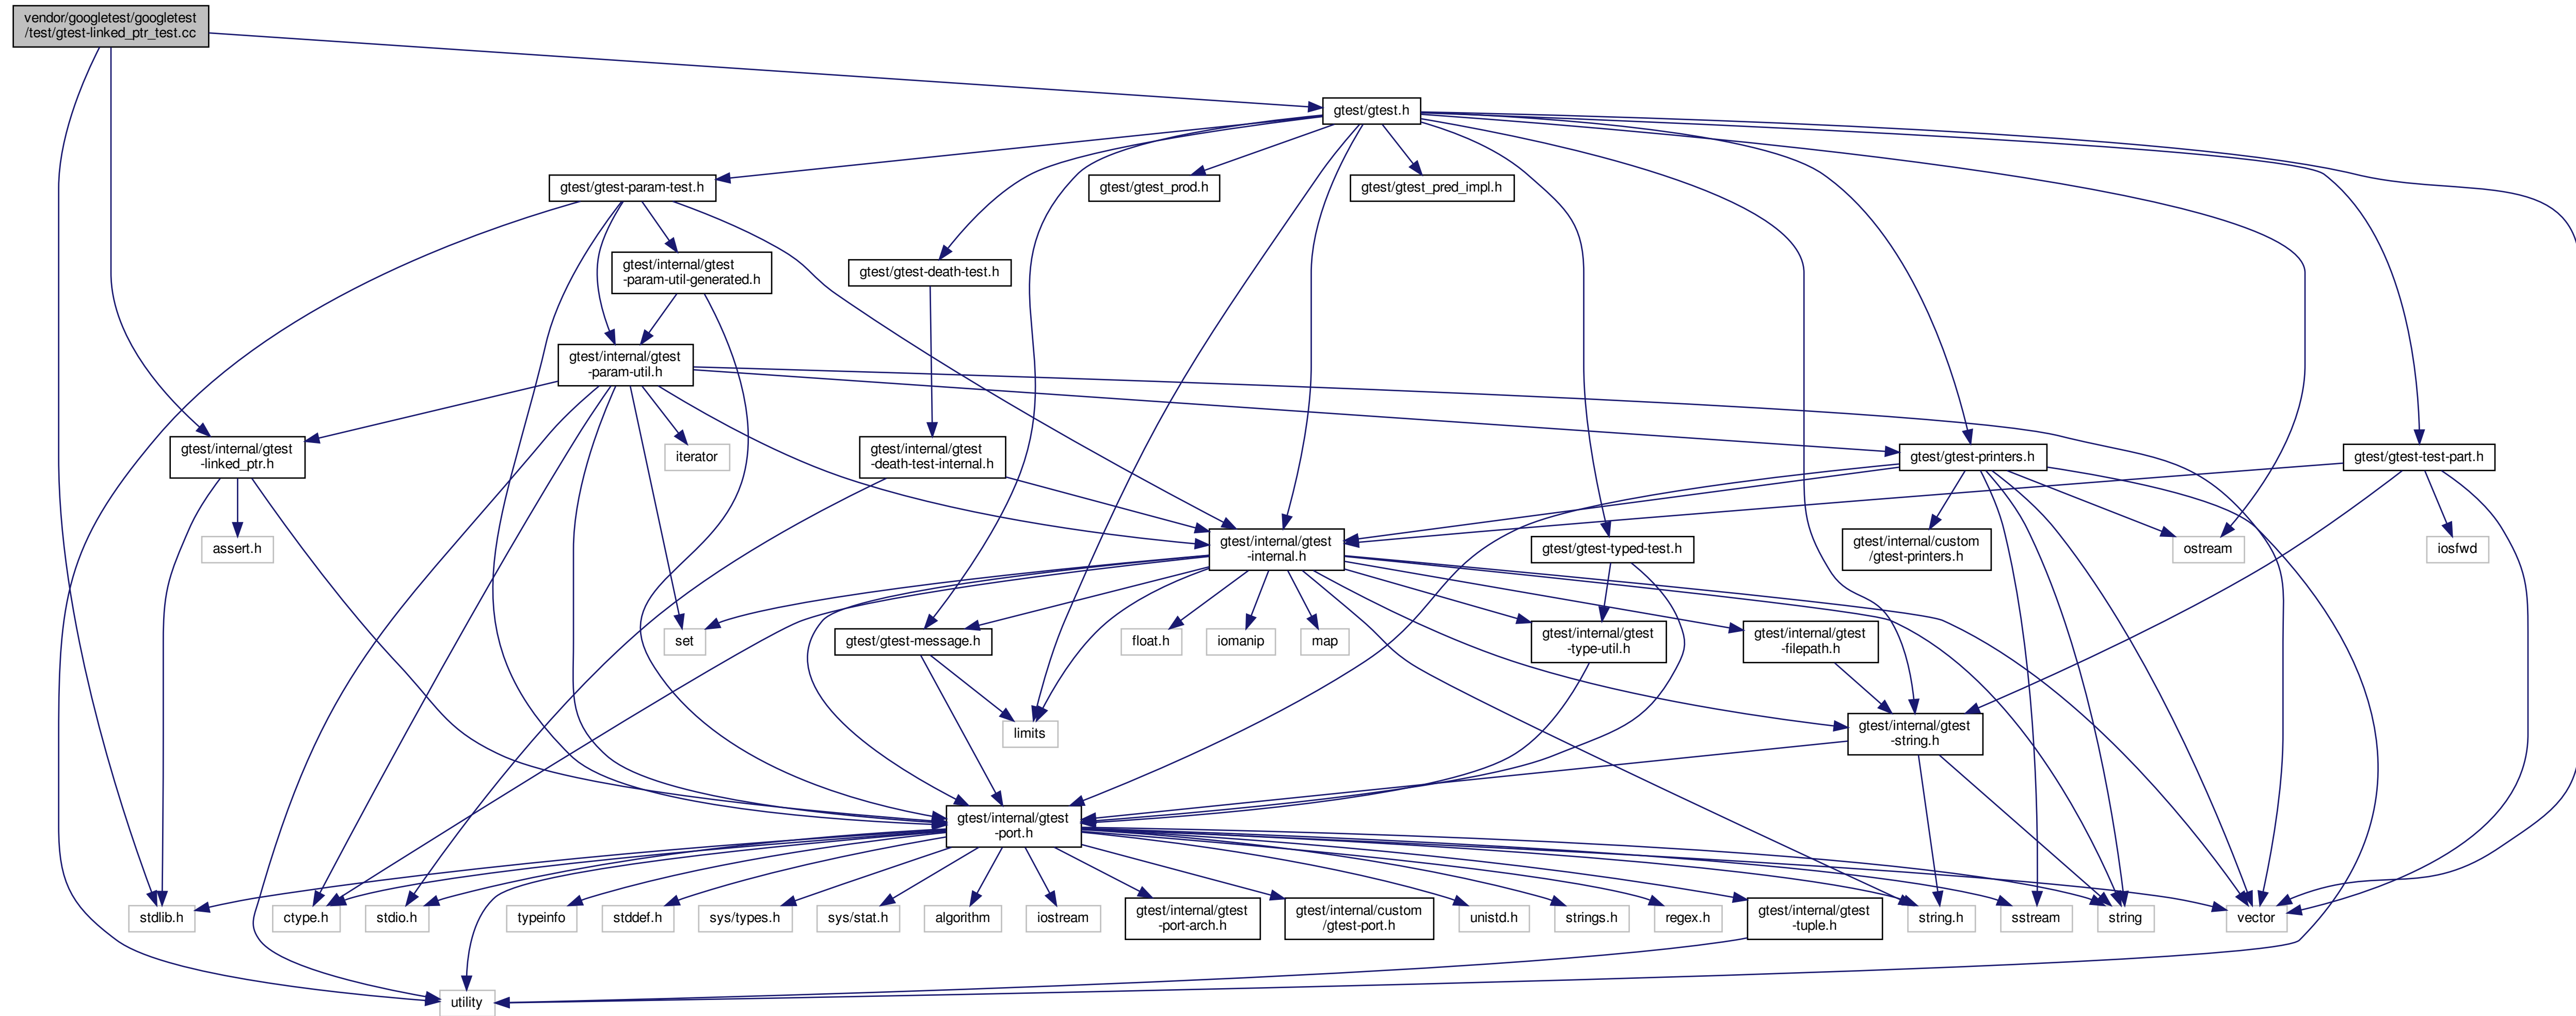 vendor/googletest/googletest
/test/gtest-linked_ptr_test.cc
gtest/gtest.h
gtest/gtest-param-test.h
gtest/gtest_prod.h
gtest/gtest_pred_impl.h
gtest/internal/gtest
-param-util-generated.h
gtest/gtest-death-test.h
gtest/internal/gtest
-param-util.h
gtest/internal/gtest
-linked_ptr.h
iterator
gtest/internal/gtest
-death-test-internal.h
gtest/gtest-printers.h
gtest/gtest-test-part.h
assert.h
gtest/internal/gtest
-internal.h
gtest/gtest-typed-test.h
gtest/internal/custom
/gtest-printers.h
ostream
iosfwd
set
gtest/gtest-message.h
float.h
iomanip
map
gtest/internal/gtest
-type-util.h
gtest/internal/gtest
-filepath.h
limits
gtest/internal/gtest
-string.h
gtest/internal/gtest
-port.h
stdlib.h
ctype.h
stdio.h
typeinfo
stddef.h
sys/types.h
sys/stat.h
algorithm
iostream
gtest/internal/gtest
-port-arch.h
gtest/internal/custom
/gtest-port.h
unistd.h
strings.h
regex.h
gtest/internal/gtest
-tuple.h
string.h
sstream
string
vector
utility